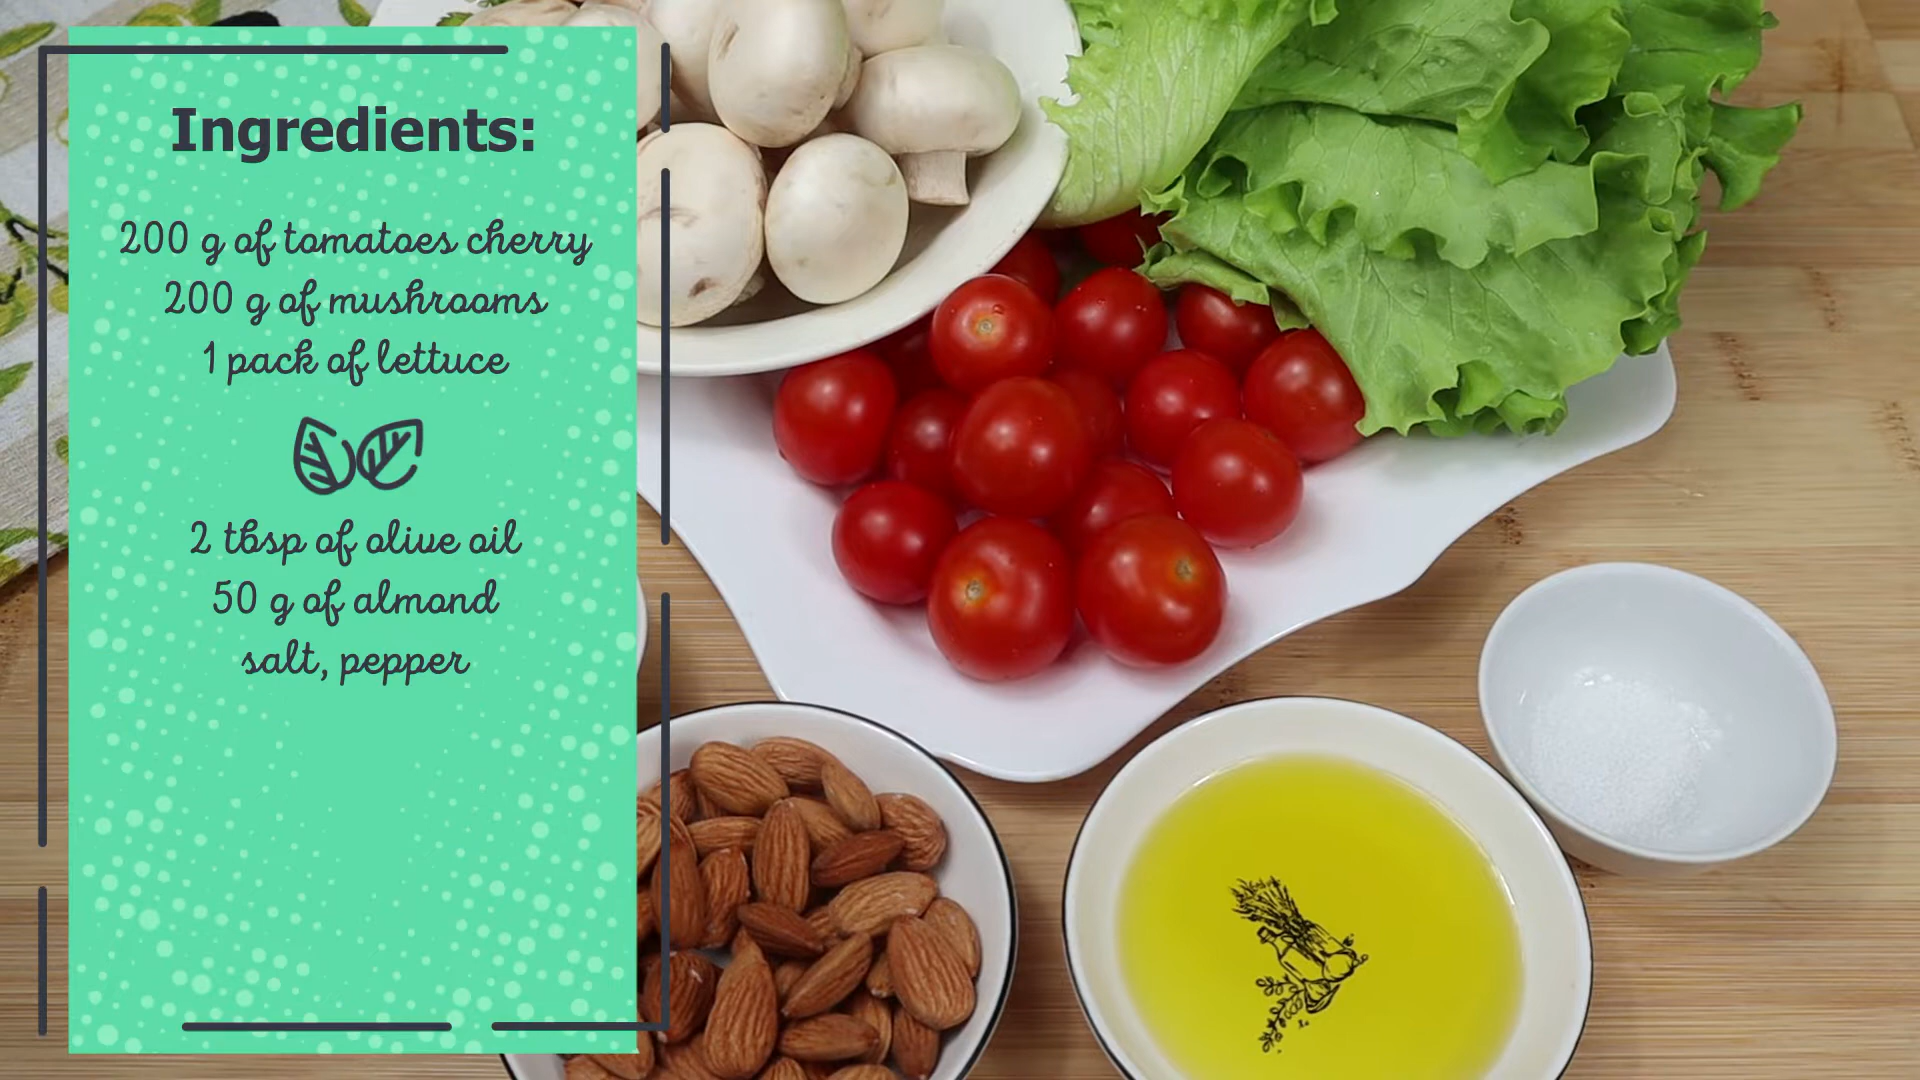 Ingredients:
200 g of tomatoes cherry
200 g of mushrooms
1 pack of lettuce
2 tbsp of olive oil
50 g of almond
salt, pepper